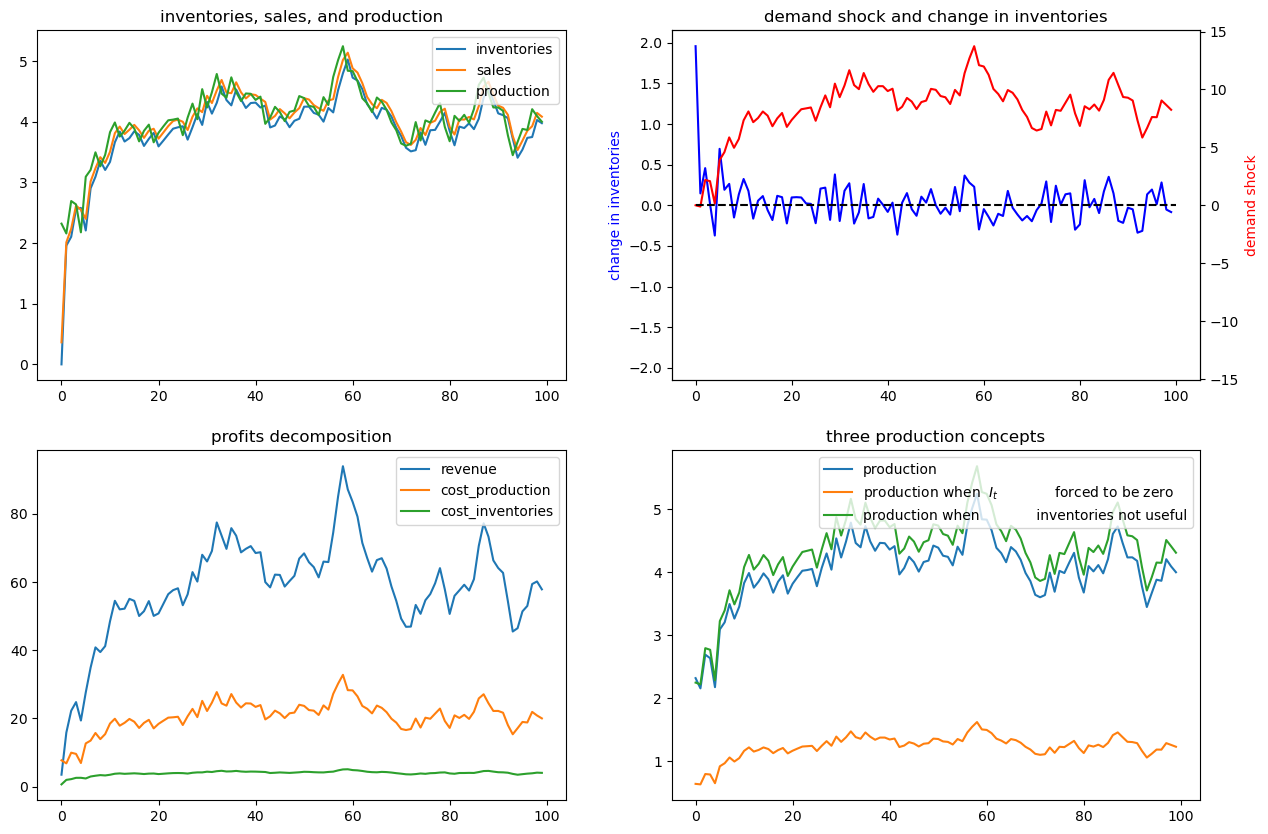 inventories, sales, and production
5
4
3
2
1
0
inventories
sales
production
0 20 40 60 80 100
demand shock and change in inventories
change in inventories
2.0
1.5
1.0
0.5
0.0
−0.5
−1.0
−1.5
−2.0
15
10
5
0
−5
−10
−15
demand shock
0 20 40 60 80 100
profits decomposition
80
60
40
20
0
revenue
cost_production
cost_inventories
0 20 40 60 80 100
three production concepts
5
4
3
2
1
production
production when I_t forced to be zero
production when inventories not useful
0 20 40 60 80 100